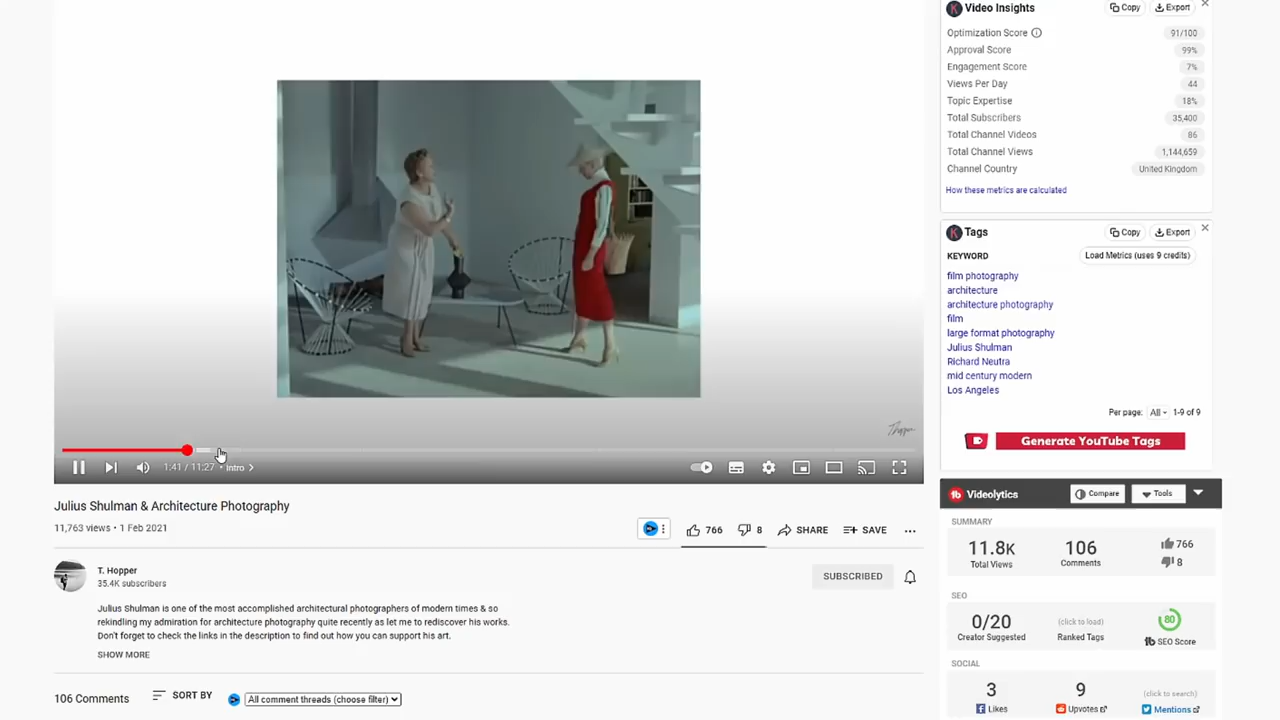 Video Insights
Copy
Export
Optimization Score 91/100
Approval Score 99%
Engagement Score 7%
Views Per Day 44
Topic Expertise 18%
Total Subscribers 35,400
Total Channel Videos 86
Total Channel Views 1,144,659
Channel Country United Kingdom
How these metrics are calculated
Tags
Copy
Export
KEYWORD
Load Metrics (uses 9 credits)
film photography
architecture
architecture photography
film
large format photography
Julius Shulman
Richard Neutra
mid century modern
Los Angeles
Per page: All 1-9 of 9
Generate YouTube Tags
T.Hopper
1:41 / 11:27 • Intro
Julius Shulman & Architecture Photography
11,763 views • 1 Feb 2021
766
8
SHARE
SAVE
T. Hopper
35.4K subscribers
SUBSCRIBED
Julius Shulman is one of the most accomplished architectural photographers of modern times & so
rekindling my admiration for architecture photography quite recently as let me to rediscover his works.
Don't forget to check the links in the description to find out how you can support his art.
SHOW MORE
106 Comments
SORT BY
All comment threads (choose filter)
tb Videolytics
Compare
Tools
SUMMARY
11.8K
Total Views
106
Comments
766
8
SEO
0/20
Creator Suggested
(click to load)
Ranked Tags
80
tb SEO Score
SOCIAL
3
Likes
9
Upvotes
(click to search)
Mentions